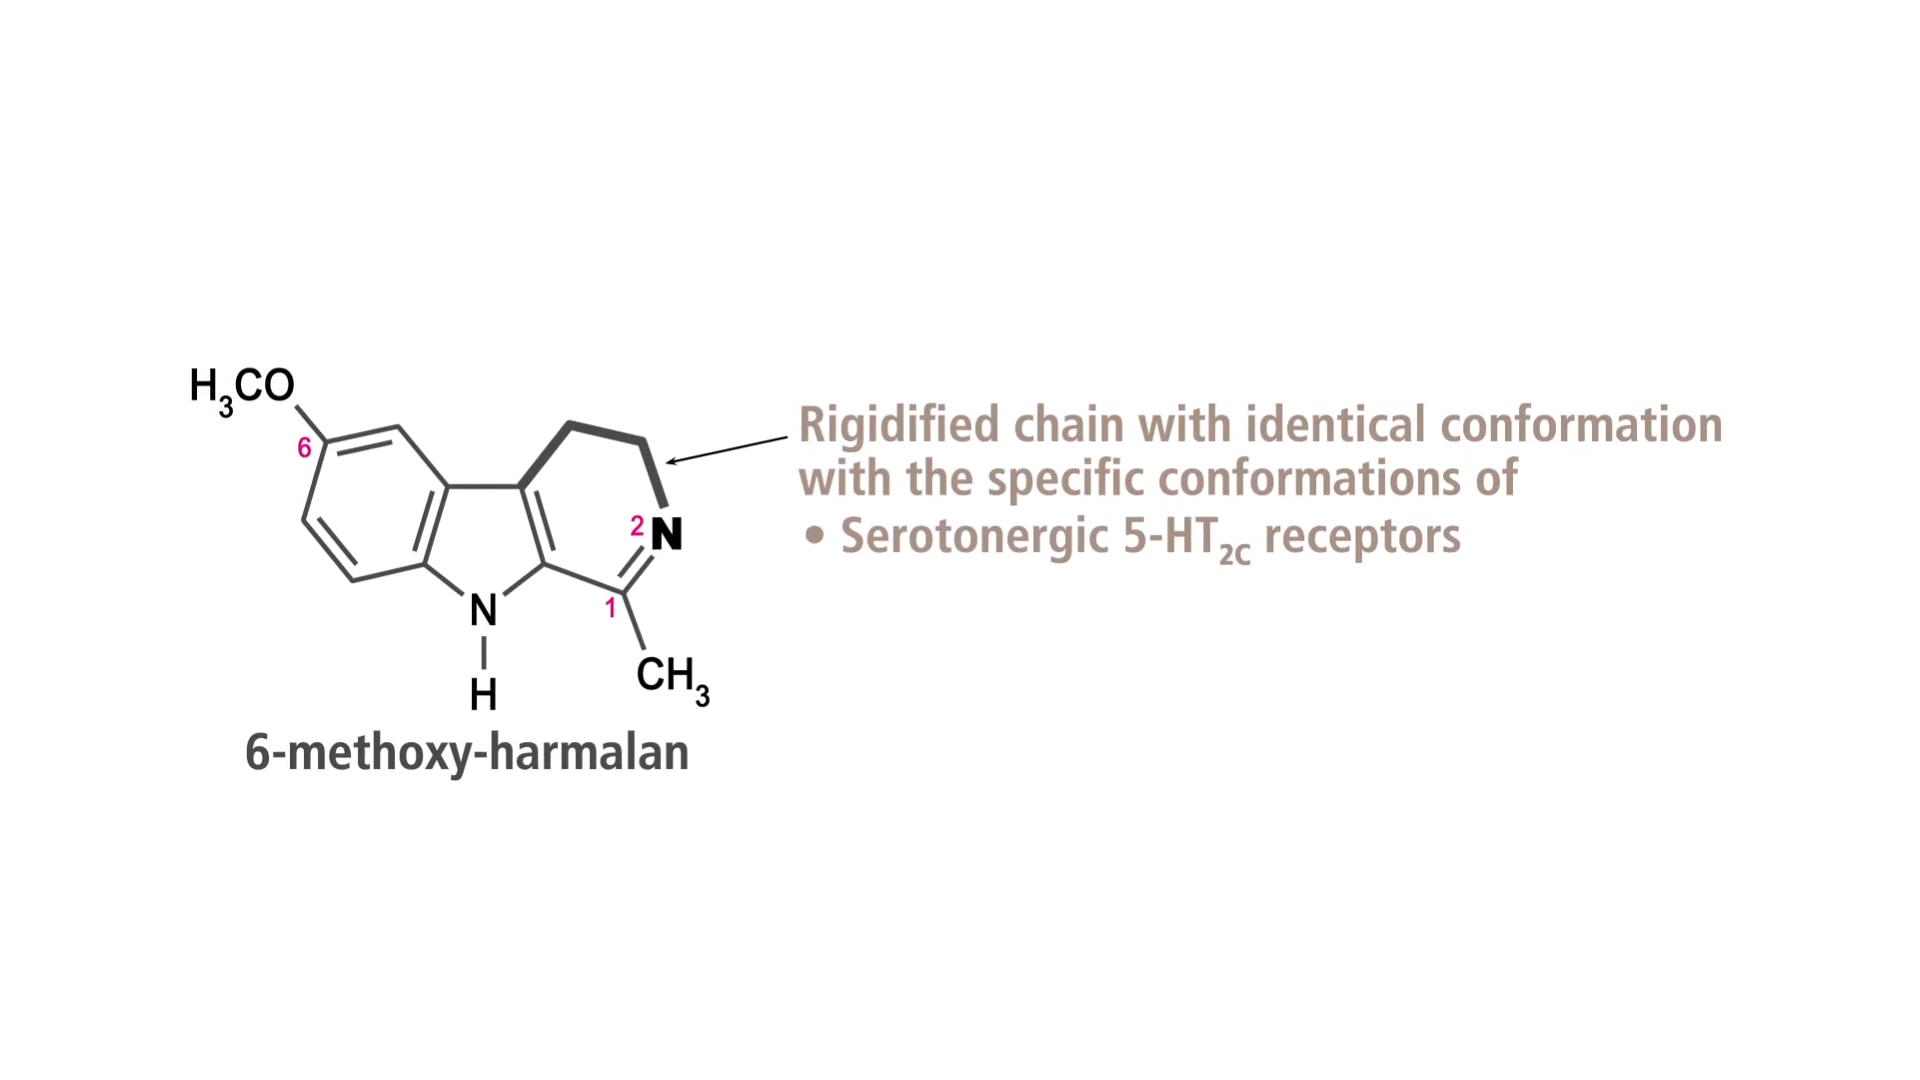 H3CO
6
Rigidified chain with identical conformation
with the specific conformations of
• Serotonergic 5-HT2C receptors
2 N
1
N
H
CH3
6-methoxy-harmalan